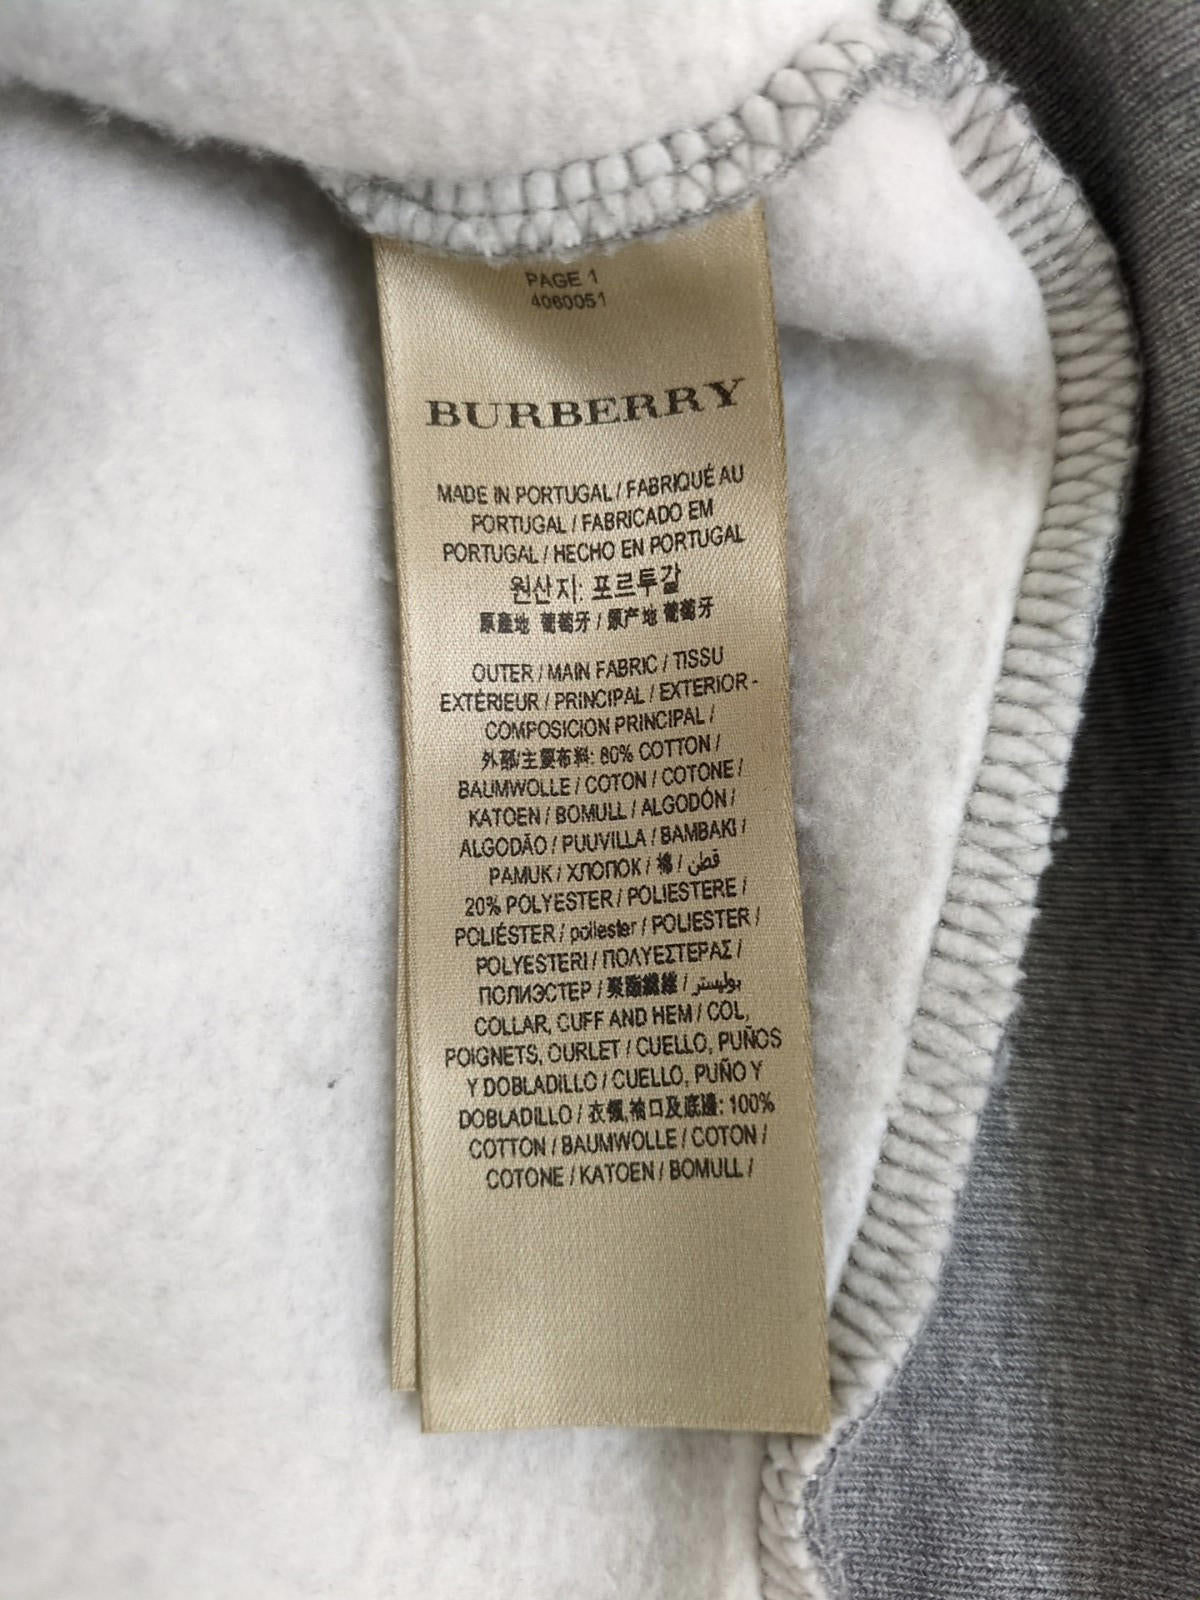 PAGE 1
4060051
BURBERRY
MADE IN PORTUGAL / FABRIQUÉ AU
PORTUGAL / FABRICADO EM
PORTUGAL / HECHO EN PORTUGAL
원산지: 포르투갈
原產地 葡萄牙 / 原产地 葡萄牙
OUTER / MAIN FABRIC / TISSU
EXTÉRIEUR / PRINCIPAL / EXTERIOR -
COMPOSICION PRINCIPAL /
外部/主要布料: 80% COTTON /
BAUMWOLLE / COTON / COTONE /
KATOEN / BOMULL / ALGODÓN /
ALGODÃO / PUUVILLA / BAMBAKI /
PAMUK / ХЛОПОК / 棉 / قطن
20% POLYESTER / POLIESTERE /
POLIÉSTER / poliester / POLIESTER /
POLYESTERI / ΠΟΛΥΕΣΤΕΡΑΣ /
ПОЛИЭСТЕР / 聚酯纖維 / بوليستر
COLLAR, CUFF AND HEM / COL,
POIGNETS, OURLET / CUELLO, PUÑOS
Y DOBLADILLO / CUELLO, PUÑO Y
DOBLADILLO / 衣領,袖口及底邊: 100%
COTTON / BAUMWOLLE / COTON /
COTONE / KATOEN / BOMULL /